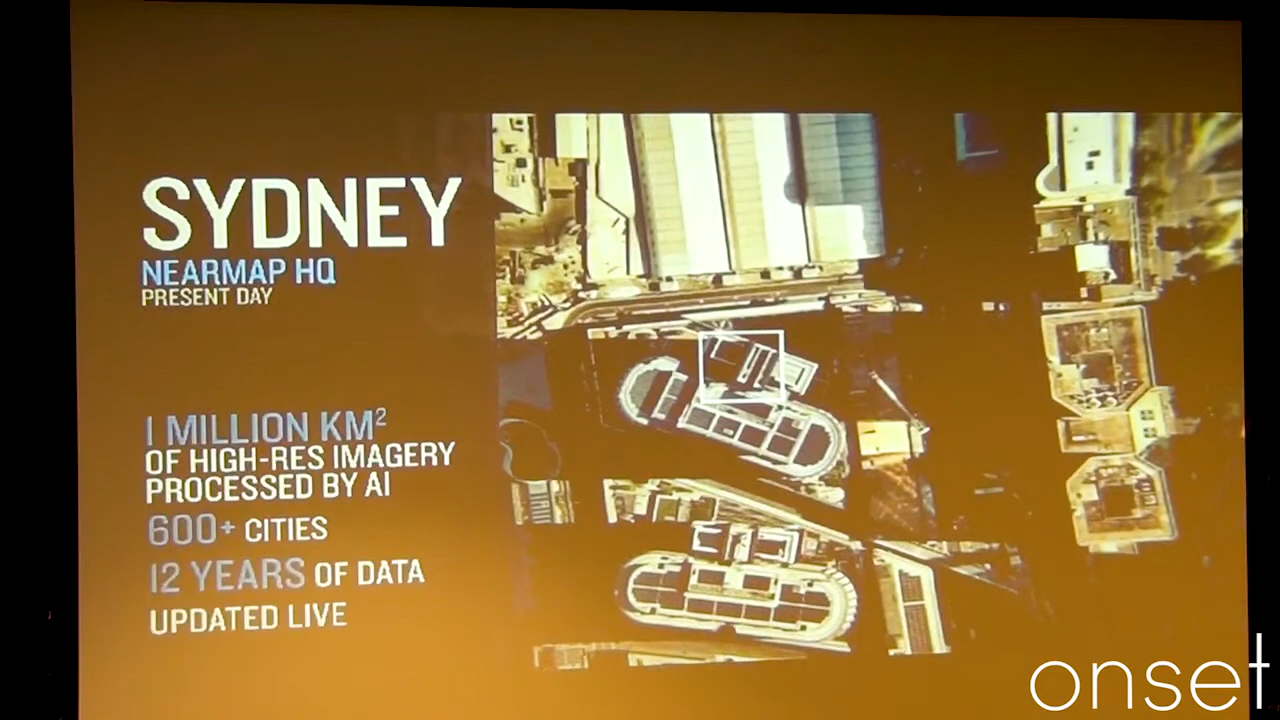 SYDNEY
NEARMAP HQ
PRESENT DAY
1 MILLION KM²
OF HIGH-RES IMAGERY
PROCESSED BY AI
600+ CITIES
12 YEARS OF DATA
UPDATED LIVE
onset